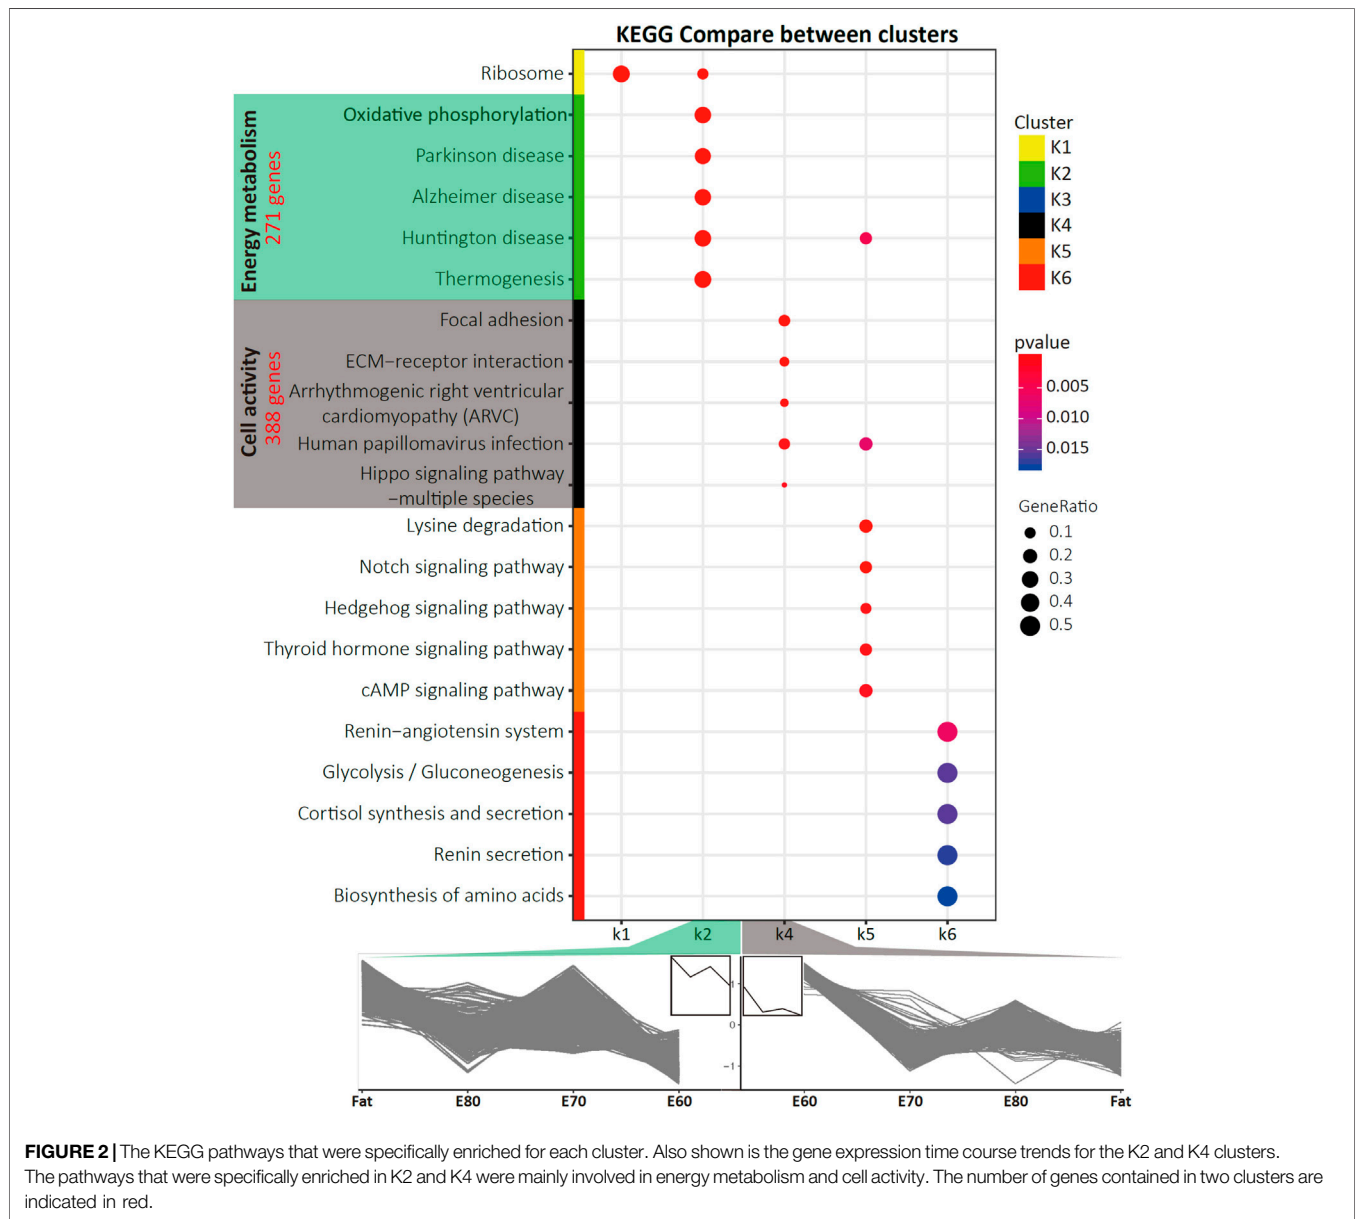 KEGG Compare between clusters
Ribosome
Oxidative phosphorylation
Parkinson disease
Alzheimer disease
Huntington disease
Thermogenesis
Energy metabolism
271 genes
Focal adhesion
ECM−receptor interaction
Arrhythmogenic right ventricular
cardiomyopathy (ARVC)
Human papillomavirus infection
Hippo signaling pathway
−multiple species
Cell activity
388 genes
Lysine degradation
Notch signaling pathway
Hedgehog signaling pathway
Thyroid hormone signaling pathway
cAMP signaling pathway
Renin−angiotensin system
Glycolysis / Gluconeogenesis
Cortisol synthesis and secretion
Renin secretion
Biosynthesis of amino acids
k1 k2 k4 k5 k6
Cluster
K1
K2
K3
K4
K5
K6
pvalue
0.005
0.010
0.015
GeneRatio
0.1
0.2
0.3
0.4
0.5
1
0
−1
Fat E80 E70 E60 E60 E70 E80 Fat
FIGURE 2 | The KEGG pathways that were specifically enriched for each cluster. Also shown is the gene expression time course trends for the K2 and K4 clusters.
The pathways that were specifically enriched in K2 and K4 were mainly involved in energy metabolism and cell activity. The number of genes contained in two clusters are
indicated in red.